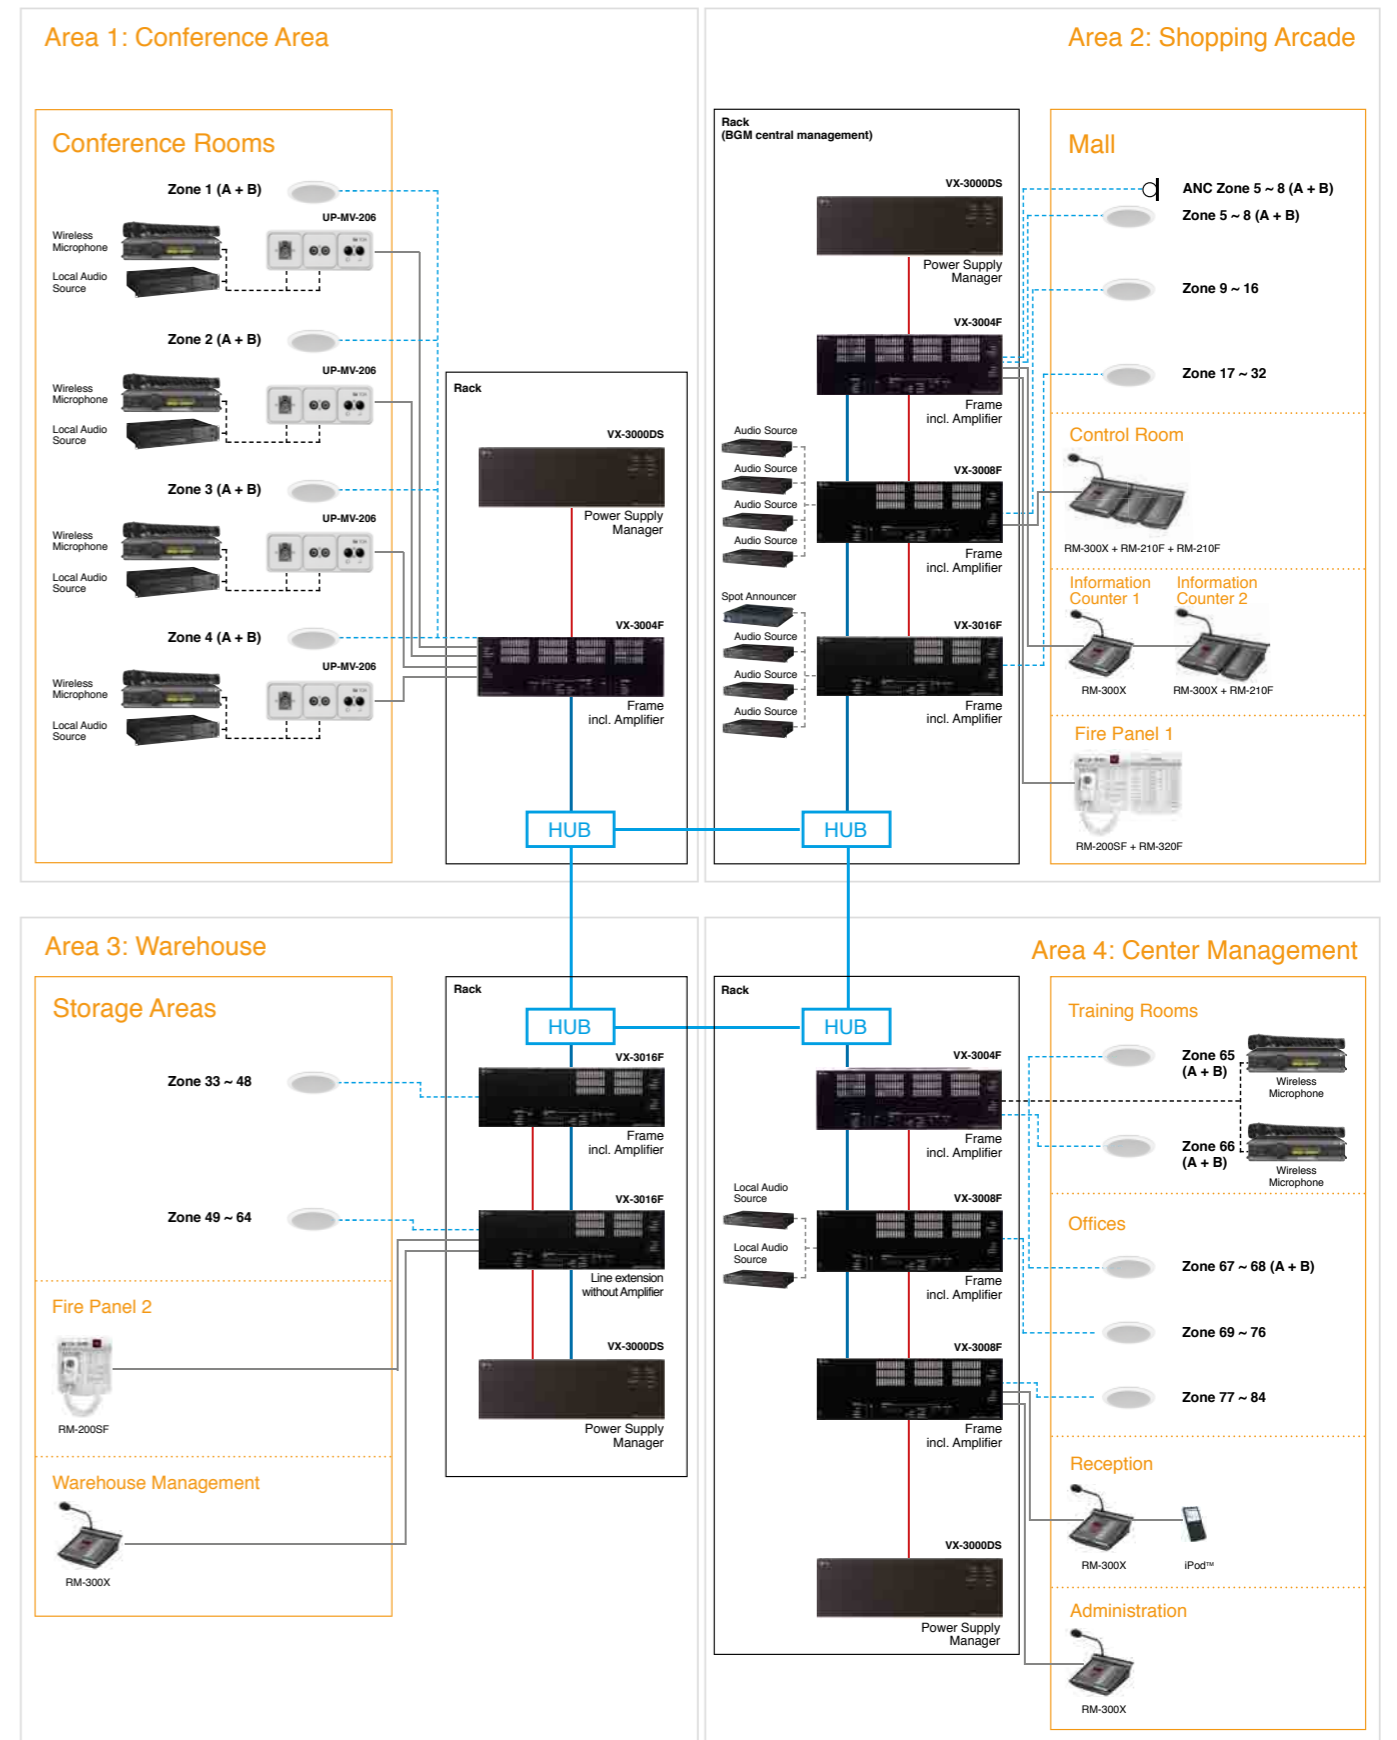 Area 1: Conference Area
Conference Rooms
Zone 1 (A + B)
UP-MV-206
Wireless
Microphone
Local Audio
Source
Zone 2 (A + B)
UP-MV-206
Wireless
Microphone
Local Audio
Source
Zone 3 (A + B)
UP-MV-206
Wireless
Microphone
Local Audio
Source
Zone 4 (A + B)
UP-MV-206
Wireless
Microphone
Local Audio
Source
Rack
VX-3000DS
Power Supply
Manager
VX-3004F
Frame
incl. Amplifier
HUB
Area 2: Shopping Arcade
Rack
(BGM central management)
VX-3000DS
Power Supply
Manager
VX-3004F
Frame
incl. Amplifier
Audio Source
Audio Source
Audio Source
Audio Source
VX-3008F
Frame
incl. Amplifier
Spot Announcer
Audio Source
Audio Source
Audio Source
VX-3016F
Frame
incl. Amplifier
HUB
Mall
ANC Zone 5 ~ 8 (A + B)
Zone 5 ~ 8 (A + B)
Zone 9 ~ 16
Zone 17 ~ 32
Control Room
RM-300X + RM-210F + RM-210F
Information
Counter 1
Information
Counter 2
RM-300X
RM-300X + RM-210F
Fire Panel 1
RM-200SF + RM-320F
Area 3: Warehouse
Storage Areas
Zone 33 ~ 48
Zone 49 ~ 64
Fire Panel 2
RM-200SF
Warehouse Management
RM-300X
Rack
HUB
VX-3016F
Frame
incl. Amplifier
VX-3016F
Line extension
without Amplifier
VX-3000DS
Power Supply
Manager
Area 4: Center Management
Rack
HUB
VX-3004F
Frame
incl. Amplifier
Local Audio
Source
Local Audio
Source
VX-3008F
Frame
incl. Amplifier
VX-3008F
Frame
incl. Amplifier
VX-3000DS
Power Supply
Manager
Training Rooms
Zone 65
(A + B)
Wireless
Microphone
Zone 66
(A + B)
Wireless
Microphone
Offices
Zone 67 ~ 68 (A + B)
Zone 69 ~ 76
Zone 77 ~ 84
Reception
RM-300X
iPod™
Administration
RM-300X